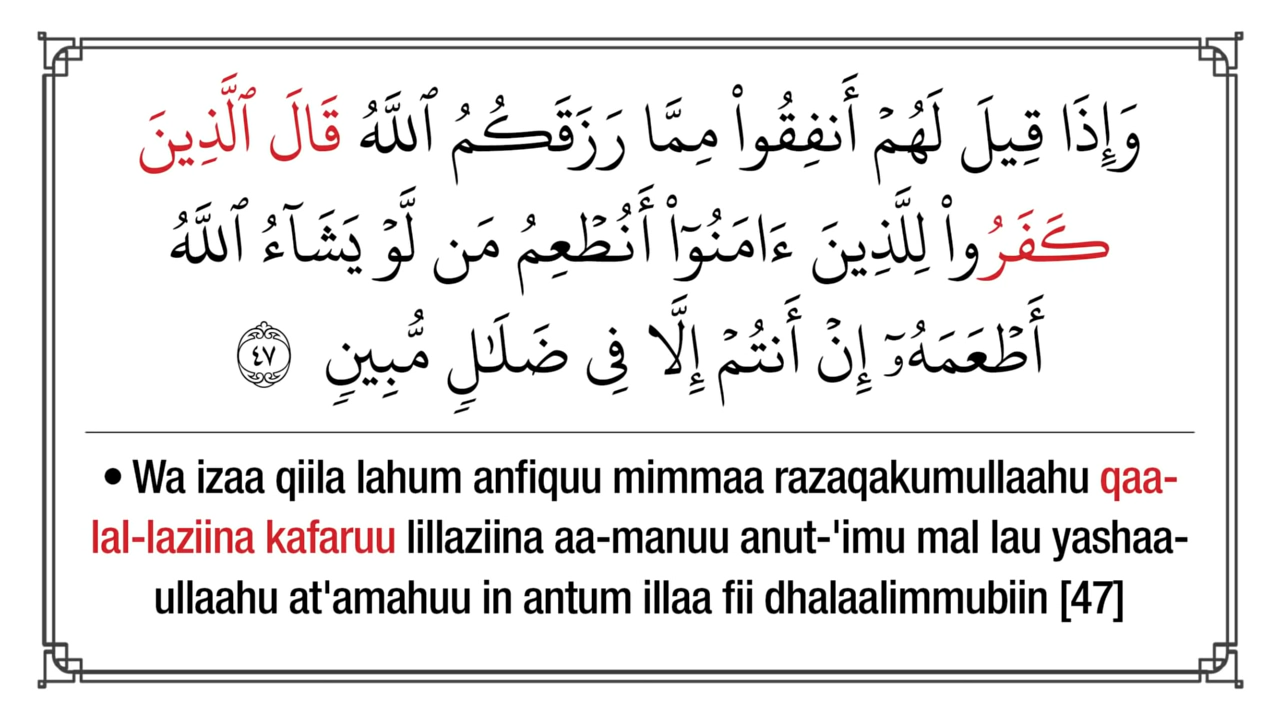 وَإِذَا قِيلَ لَهُمۡ أَنفِقُواْ مِمَّا رَزَقَكُمُ ٱللَّهُ قَالَ ٱلَّذِينَ
كَفَرُواْ لِلَّذِينَ ءَامَنُوٓاْ أَنُطۡعِمُ مَن لَّوۡ يَشَآءُ ٱللَّهُ
أَطۡعَمَهُۥٓ إِنۡ أَنتُمۡ إِلَّا فِي ضَلَٰلٖ مُّبِينٖ ٤٧
• Wa izaa qiila lahum anfiquu mimmaa razaqakumullaahu qaa-
lal-laziina kafaruu lillaziina aa-manuu anut-'imu mal lau yashaa-
ullaahu at'amahuu in antum illaa fii dhalaalimmubiin [47]